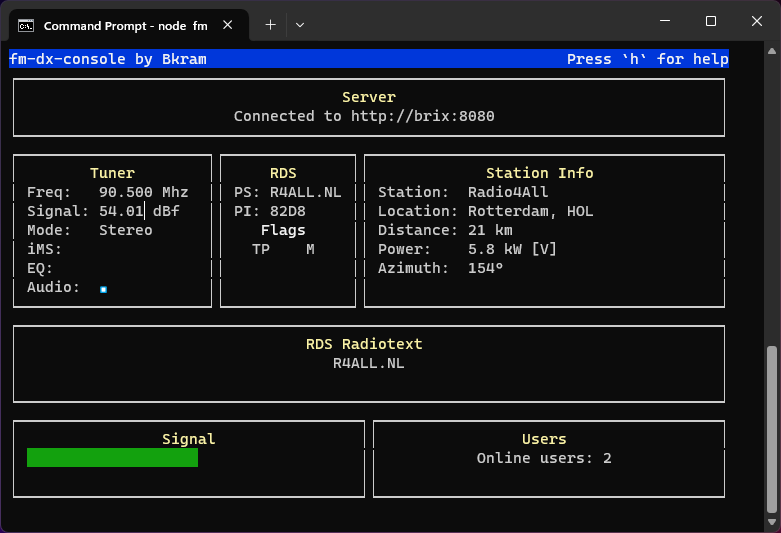 Command Prompt - node fm
fm-dx-console by Bkram Press `h` for help
Server
Connected to http://brix:8080
Tuner
Freq: 90.500 Mhz
Signal: 54.01 dBf
Mode: Stereo
iMS:
EQ:
Audio:
RDS
PS: R4ALL.NL
PI: 82D8
Flags
TP M
Station Info
Station: Radio4All
Location: Rotterdam, HOL
Distance: 21 km
Power: 5.8 kW [V]
Azimuth: 154°
RDS Radiotext
R4ALL.NL
Signal
Users
Online users: 2